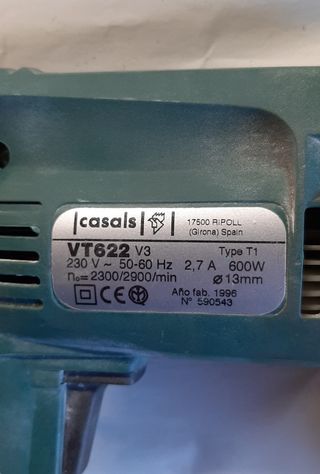 casals
17500 RIPOLL
(Girona) Spain
VT622 V3 Type T1
230 V ~ 50-60 Hz 2,7 A 600W
n₀=2300/2900/min ø13mm
CE Año fab. 1996
N° 590543